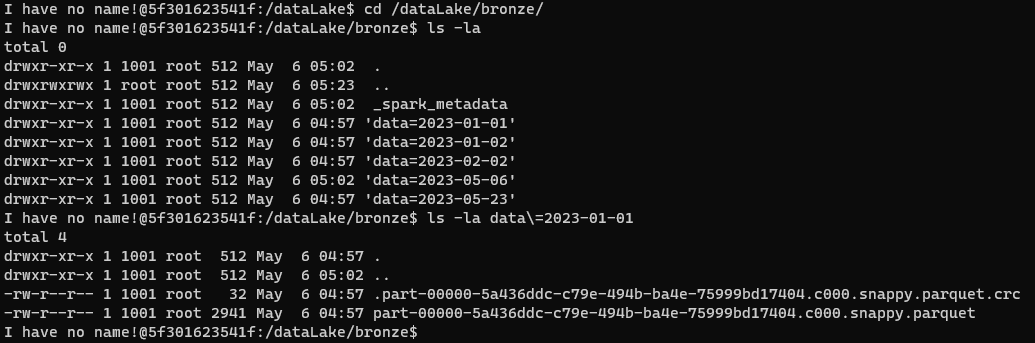 I have no name!@5f301623541f:/dataLake$ cd /dataLake/bronze/
I have no name!@5f301623541f:/dataLake/bronze$ ls -la
total 0
drwxr-xr-x 1 1001 root 512 May  6 05:02  .
drwxrwxrwx 1 root root 512 May  6 05:23  ..
drwxr-xr-x 1 1001 root 512 May  6 05:02  _spark_metadata
drwxr-xr-x 1 1001 root 512 May  6 04:57 'data=2023-01-01'
drwxr-xr-x 1 1001 root 512 May  6 04:57 'data=2023-01-02'
drwxr-xr-x 1 1001 root 512 May  6 04:57 'data=2023-02-02'
drwxr-xr-x 1 1001 root 512 May  6 05:02 'data=2023-05-06'
drwxr-xr-x 1 1001 root 512 May  6 04:57 'data=2023-05-23'
I have no name!@5f301623541f:/dataLake/bronze$ ls -la data\=2023-01-01
total 4
drwxr-xr-x 1 1001 root  512 May  6 04:57 .
drwxr-xr-x 1 1001 root  512 May  6 05:02 ..
-rw-r--r-- 1 1001 root   32 May  6 04:57 .part-00000-5a436ddc-c79e-494b-ba4e-75999bd17404.c000.snappy.parquet.crc
-rw-r--r-- 1 1001 root 2941 May  6 04:57 part-00000-5a436ddc-c79e-494b-ba4e-75999bd17404.c000.snappy.parquet
I have no name!@5f301623541f:/dataLake/bronze$